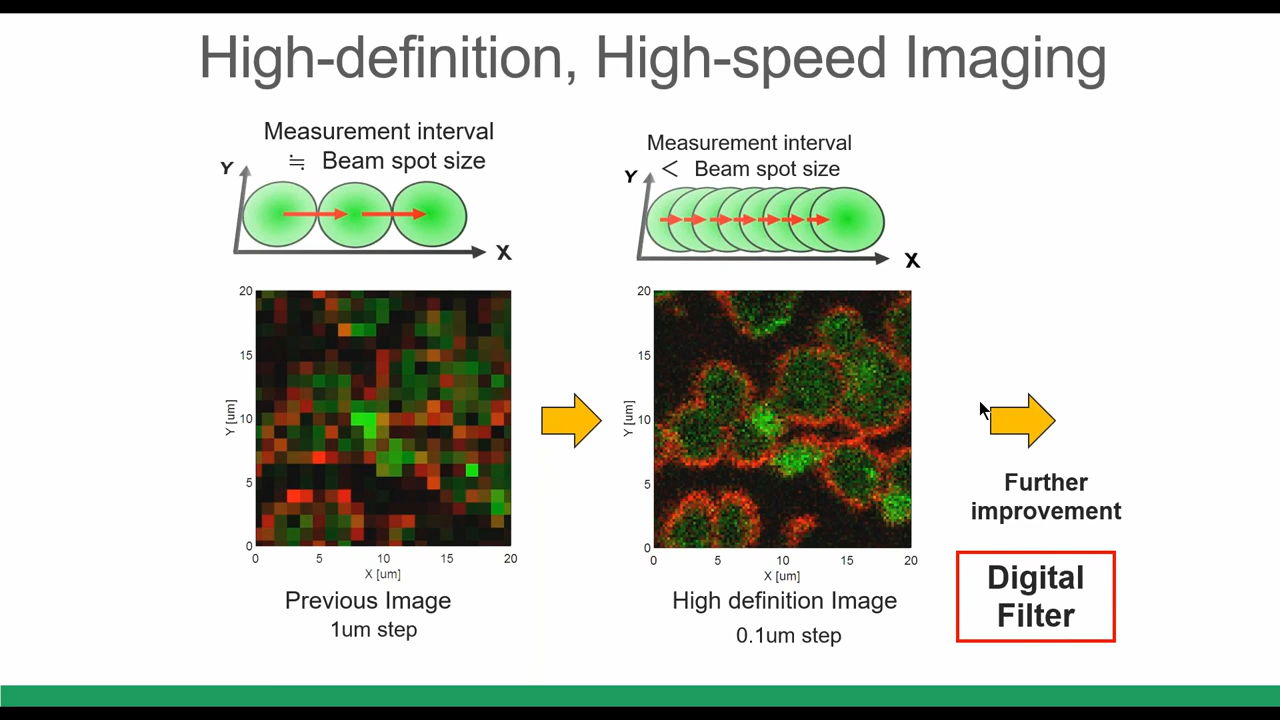 High-definition, High-speed Imaging
Measurement interval
≒ Beam spot size
Y
X
Measurement interval
< Beam spot size
Y
X
20
15
10
5
0
Y [um]
0 5 10 15 20
X [um]
Previous Image
1um step
20
15
10
5
0
Y [um]
0 5 10 15 20
X [um]
High definition Image
0.1um step
Further
improvement
Digital
Filter